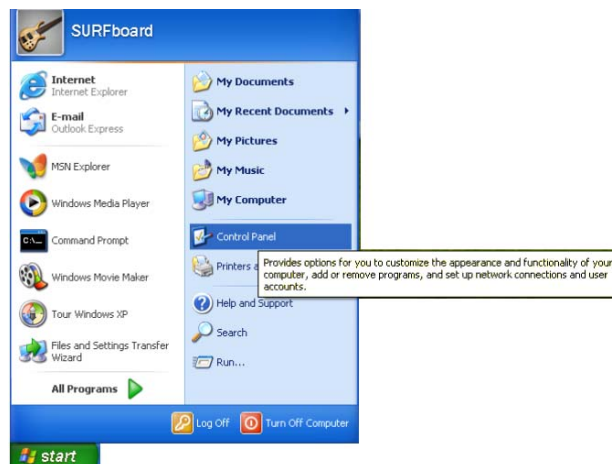 SURFboard
Internet
Internet Explorer
E-mail
Outlook Express
MSN Explorer
Windows Media Player
C:\_
Command Prompt
Windows Movie Maker
Tour Windows XP
Files and Settings Transfer
Wizard
All Programs
My Documents
My Recent Documents
My Pictures
My Music
My Computer
Control Panel
Printers a
Provides options for you to customize the appearance and functionality of your
computer, add or remove programs, and set up network connections and user
accounts.
Help and Support
Search
Run...
Log Off
Turn Off Computer
start